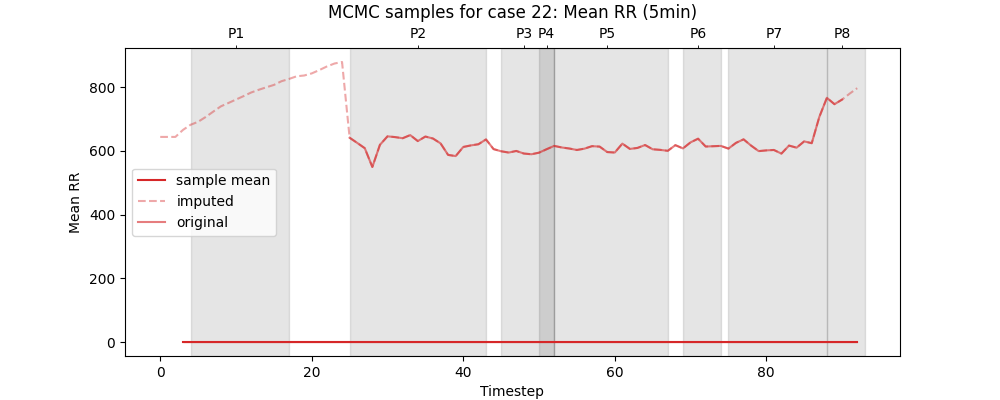 MCMC samples for case 22: Mean RR (5min)
P1 P2 P3 P4 P5 P6 P7 P8
800
600
400
200
0
Mean RR
sample mean
imputed
original
0 20 40 60 80
Timestep